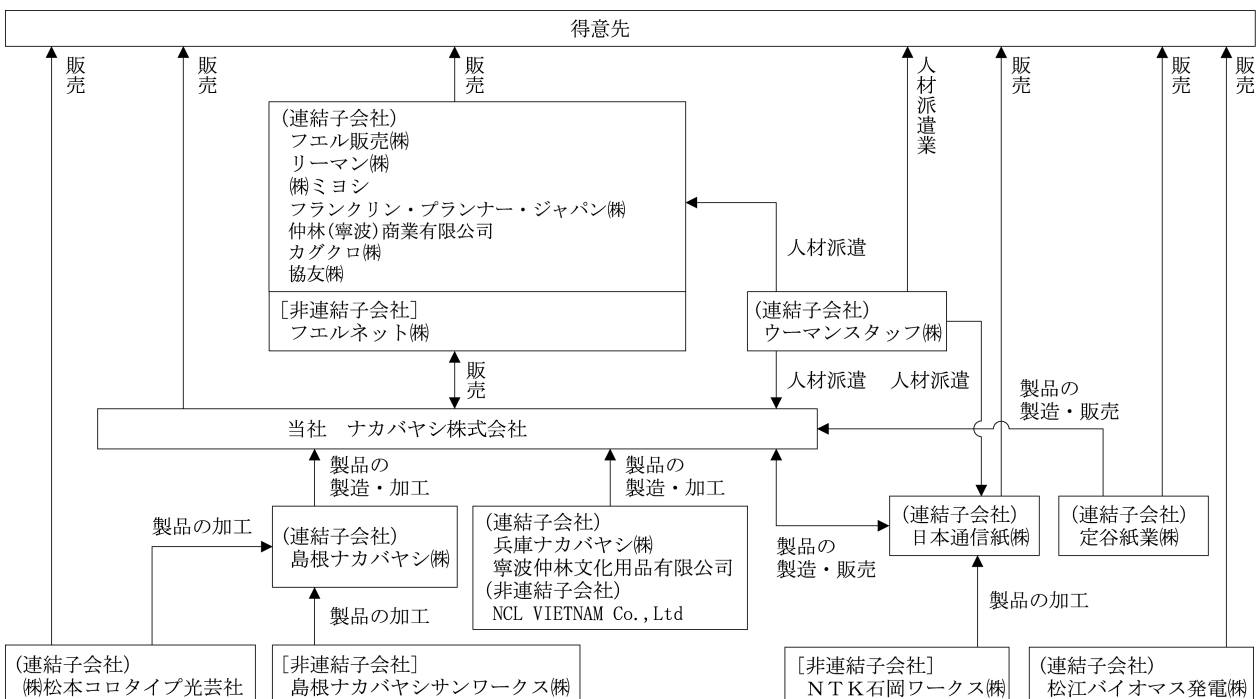 得意先
販売
販売
販売
人材派遣業
販売
販売
販売
(連結子会社)
フエル販売㈱
リーマン㈱
㈱ミヨシ
フランクリン・プランナー・ジャパン㈱
仲林(寧波)商業有限公司
カグクロ㈱
協友㈱
[非連結子会社]
フエルネット㈱
人材派遣
(連結子会社)
ウーマンスタッフ㈱
販売
人材派遣
人材派遣
製品の
製造・販売
当社　ナカバヤシ株式会社
製品の
製造・加工
製品の
製造・加工
製品の加工
(連結子会社)
島根ナカバヤシ㈱
(連結子会社)
兵庫ナカバヤシ㈱
寧波仲林文化用品有限公司
(非連結子会社)
NCL VIETNAM Co.,Ltd
製品の
製造・販売
(連結子会社)
日本通信紙㈱
(連結子会社)
定谷紙業㈱
製品の加工
製品の加工
(連結子会社)
㈱松本コロタイプ光芸社
[非連結子会社]
島根ナカバヤシサンワークス㈱
[非連結子会社]
ＮＴＫ石岡ワークス㈱
(連結子会社)
松江バイオマス発電㈱